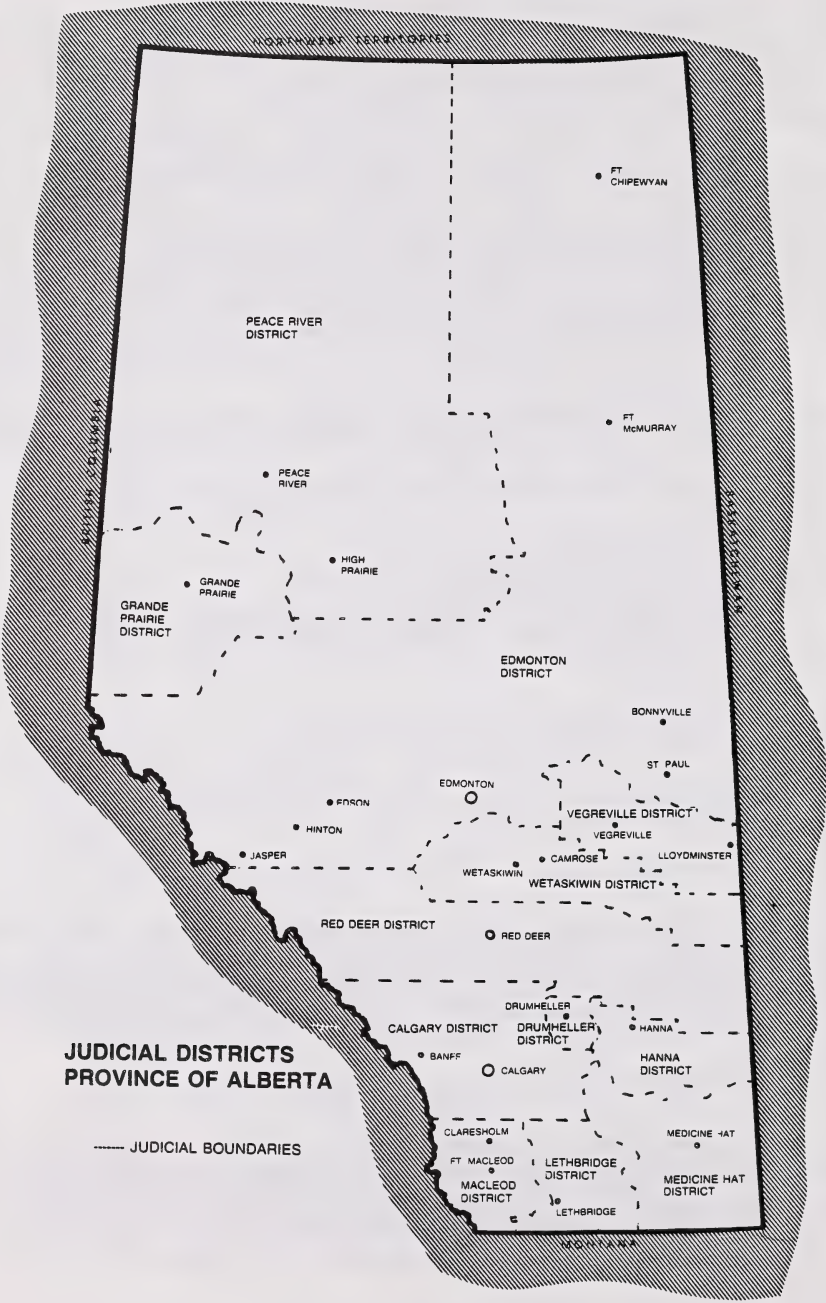 NORTHWEST TERRITORIES
FT
CHIPEWYAN
PEACE RIVER
DISTRICT
BRITISH COLUMBIA
FT
McMURRAY
PEACE
RIVER
SASKATCHEWAN
HIGH
PRAIRIE
GRANDE
PRAIRIE
GRANDE
PRAIRIE
DISTRICT
EDMONTON
DISTRICT
BONNYVILLE
ST PAUL
EDMONTON
EDSON
VEGREVILLE DISTRICT
HINTON
VEGREVILLE
JASPER
CAMROSE
LLOYDMINSTER
WETASKIWIN
WETASKIWIN DISTRICT
RED DEER DISTRICT
RED DEER
DRUMHELLER
CALGARY DISTRICT
DRUMHELLER
DISTRICT
HANNA
BANFF
HANNA
DISTRICT
CALGARY
JUDICIAL DISTRICTS
PROVINCE OF ALBERTA
------- JUDICIAL BOUNDARIES
CLARESHOLM
MEDICINE HAT
FT MACLEOD
LETHBRIDGE
DISTRICT
MACLEOD
DISTRICT
MEDICINE HAT
DISTRICT
LETHBRIDGE
MONTANA